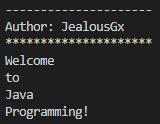 ---------------------
Author: JealousGx
*********************
Welcome
to
Java
Programming!